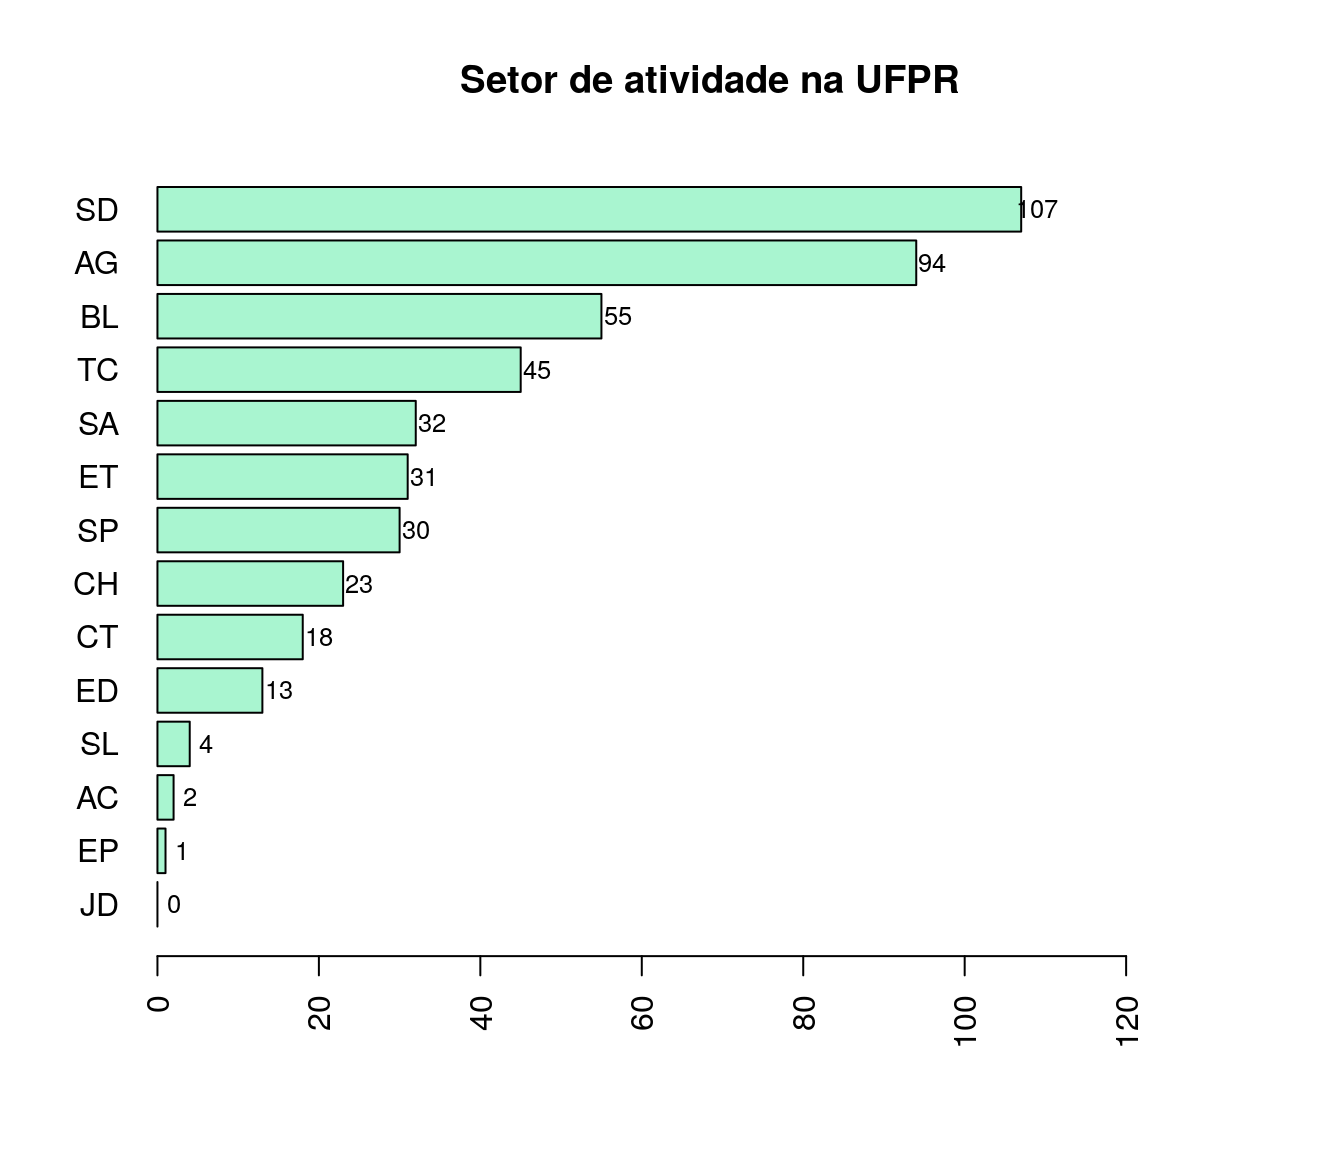 Setor de atividade na UFPR
SD 107
AG 94
BL 55
TC 45
SA 32
ET 31
SP 30
CH 23
CT 18
ED 13
SL 4
AC 2
EP 1
JD 0
0 20 40 60 80 100 120